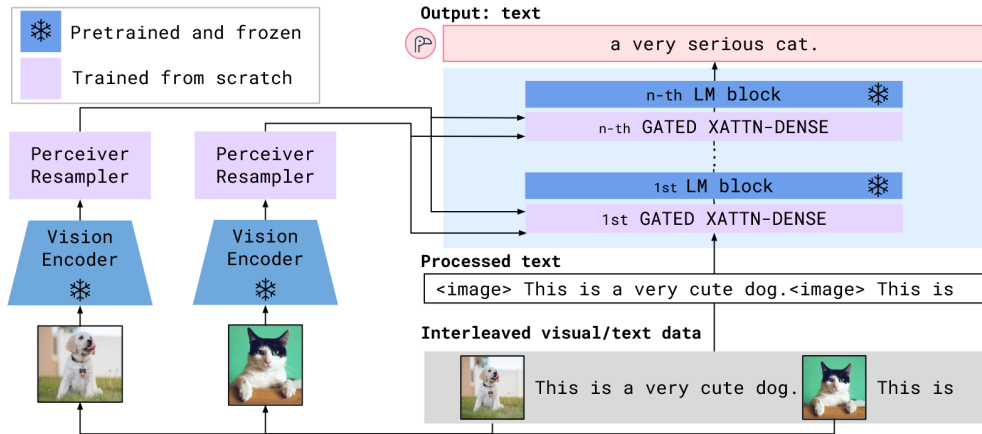 Pretrained and frozen
Trained from scratch
Perceiver
Resampler
Perceiver
Resampler
Vision
Encoder
Vision
Encoder
Output: text
a very serious cat.
n-th LM block
n-th GATED XATTN-DENSE
1st LM block
1st GATED XATTN-DENSE
Processed text
<image> This is a very cute dog.<image> This is
Interleaved visual/text data
This is a very cute dog. This is